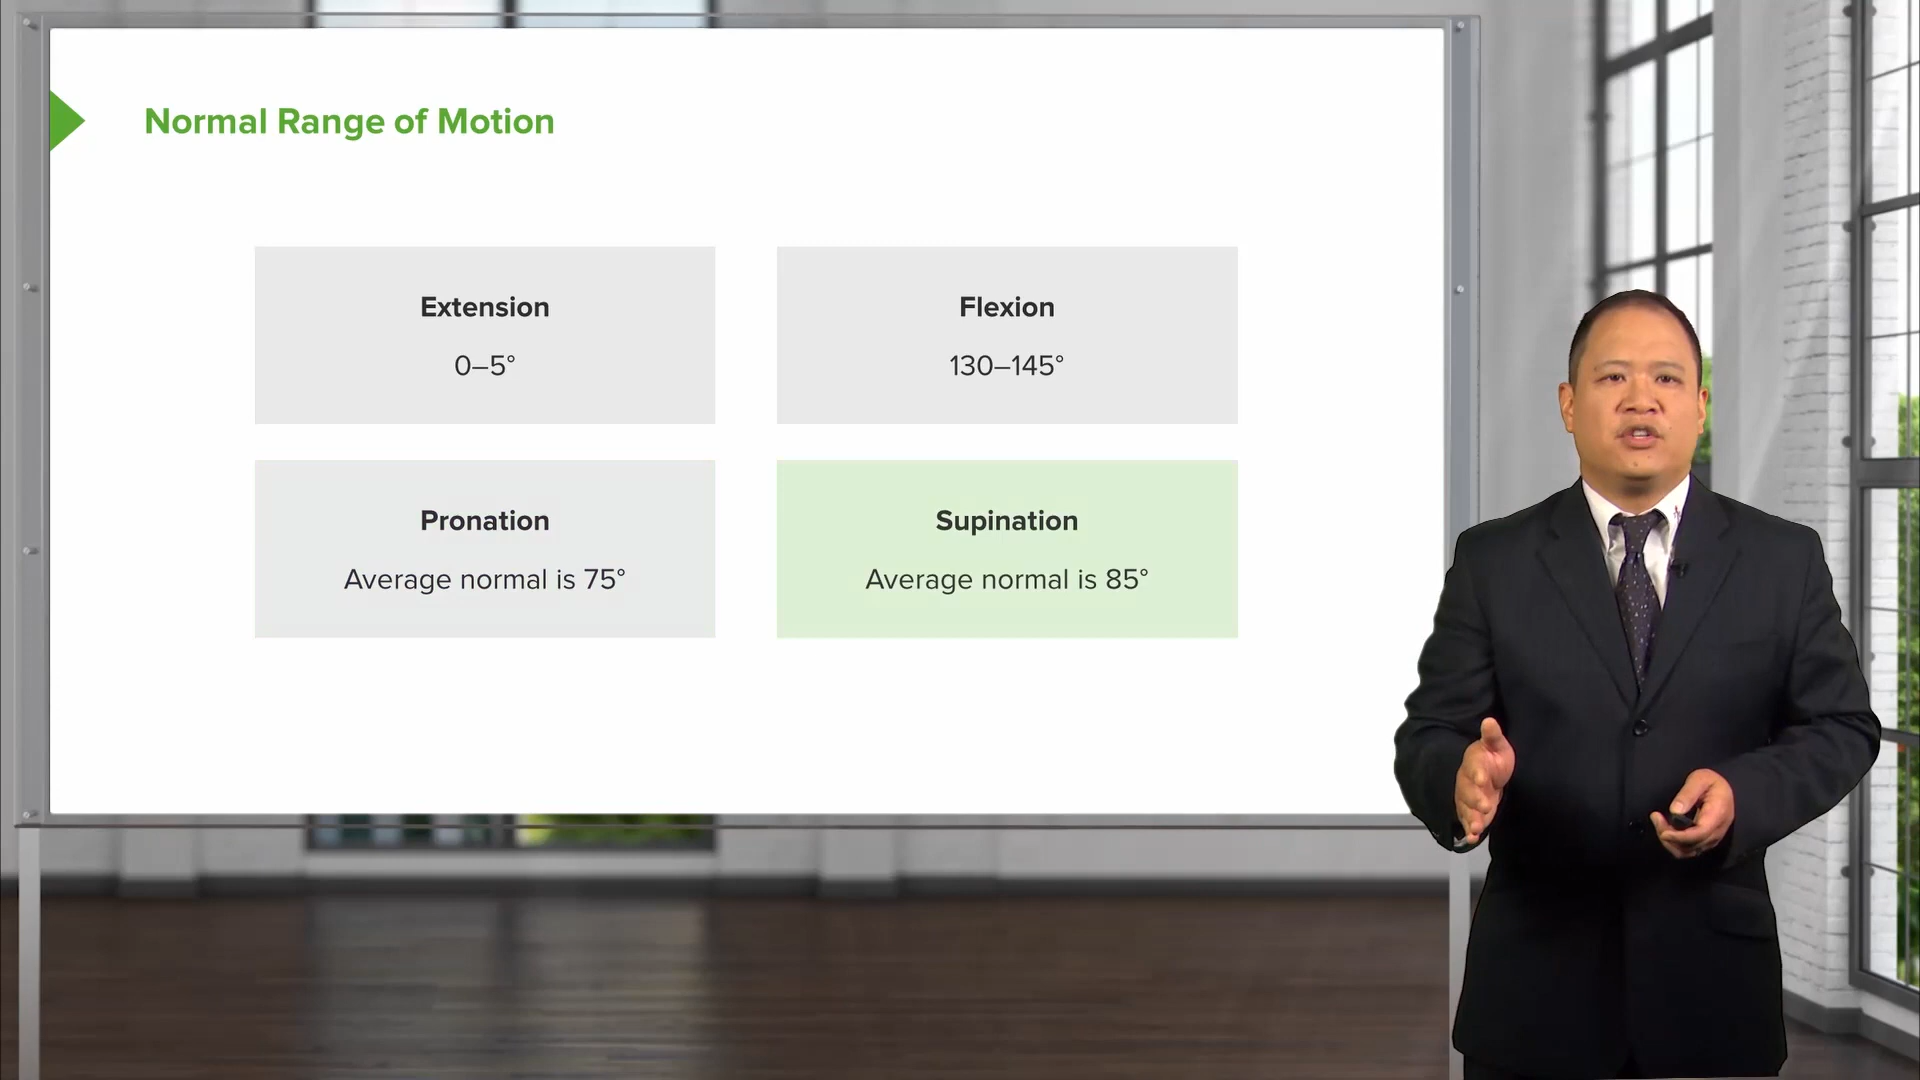 Normal Range of Motion
Extension
0–5°
Flexion
130–145°
Pronation
Average normal is 75°
Supination
Average normal is 85°